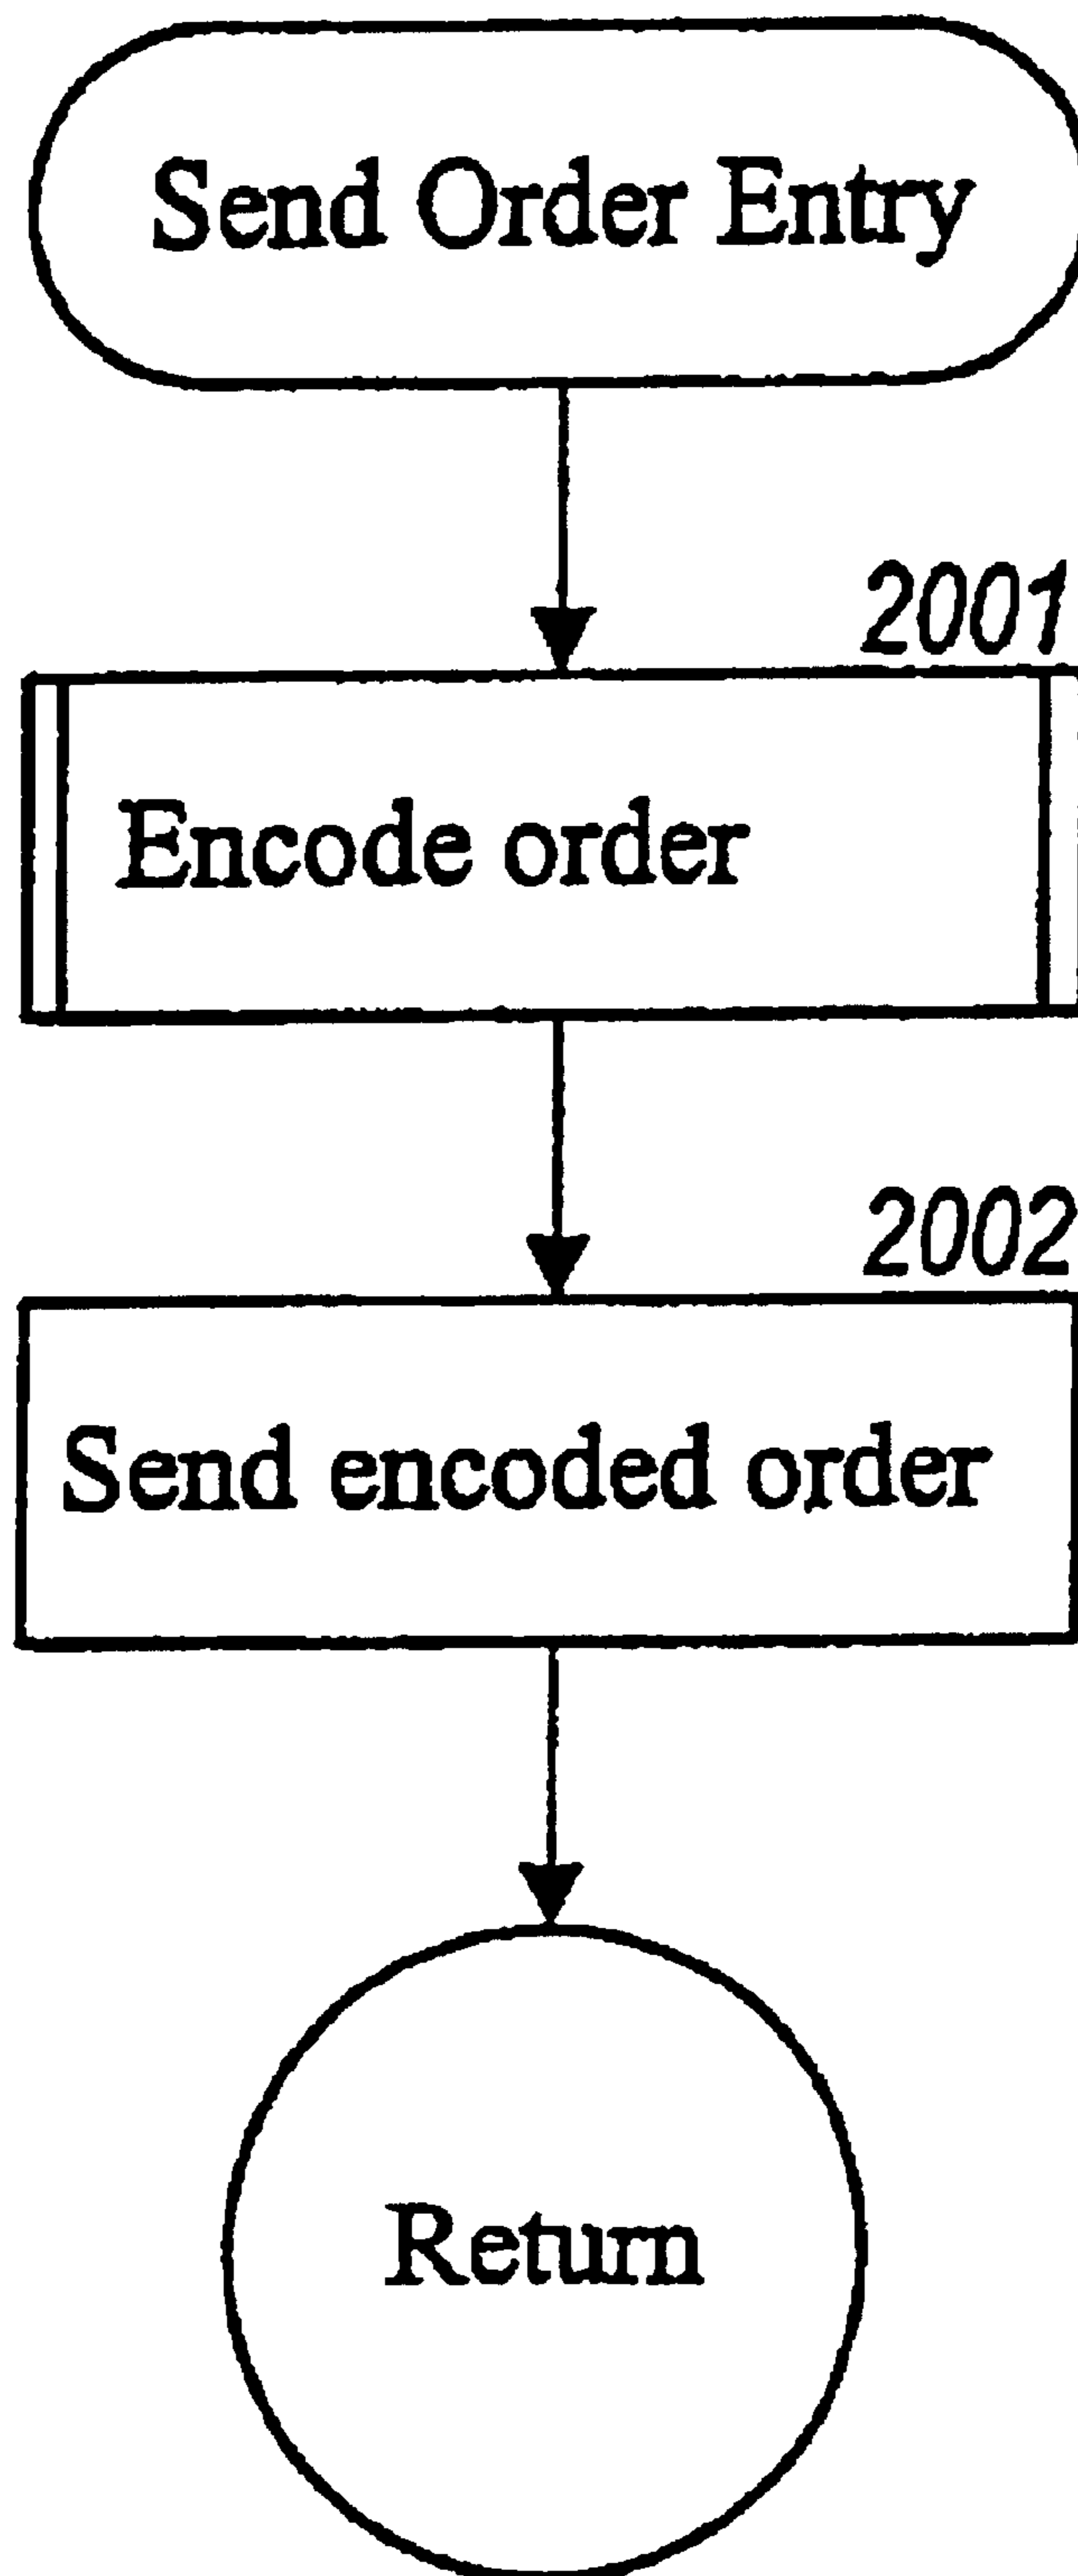 Send Order Entry
2001
Encode order
2002
Send encoded order
Return